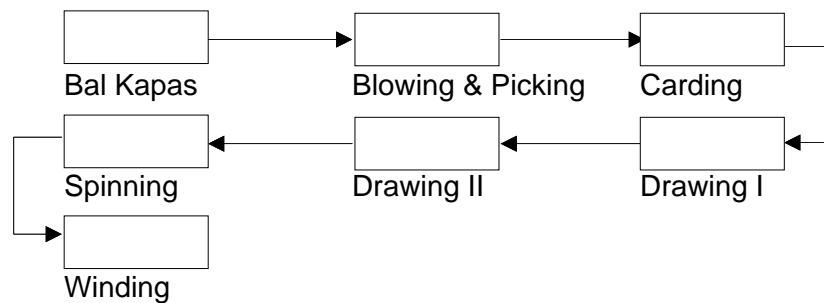 Bal Kapas Blowing & Picking Carding
Spinning Drawing II Drawing I
Winding